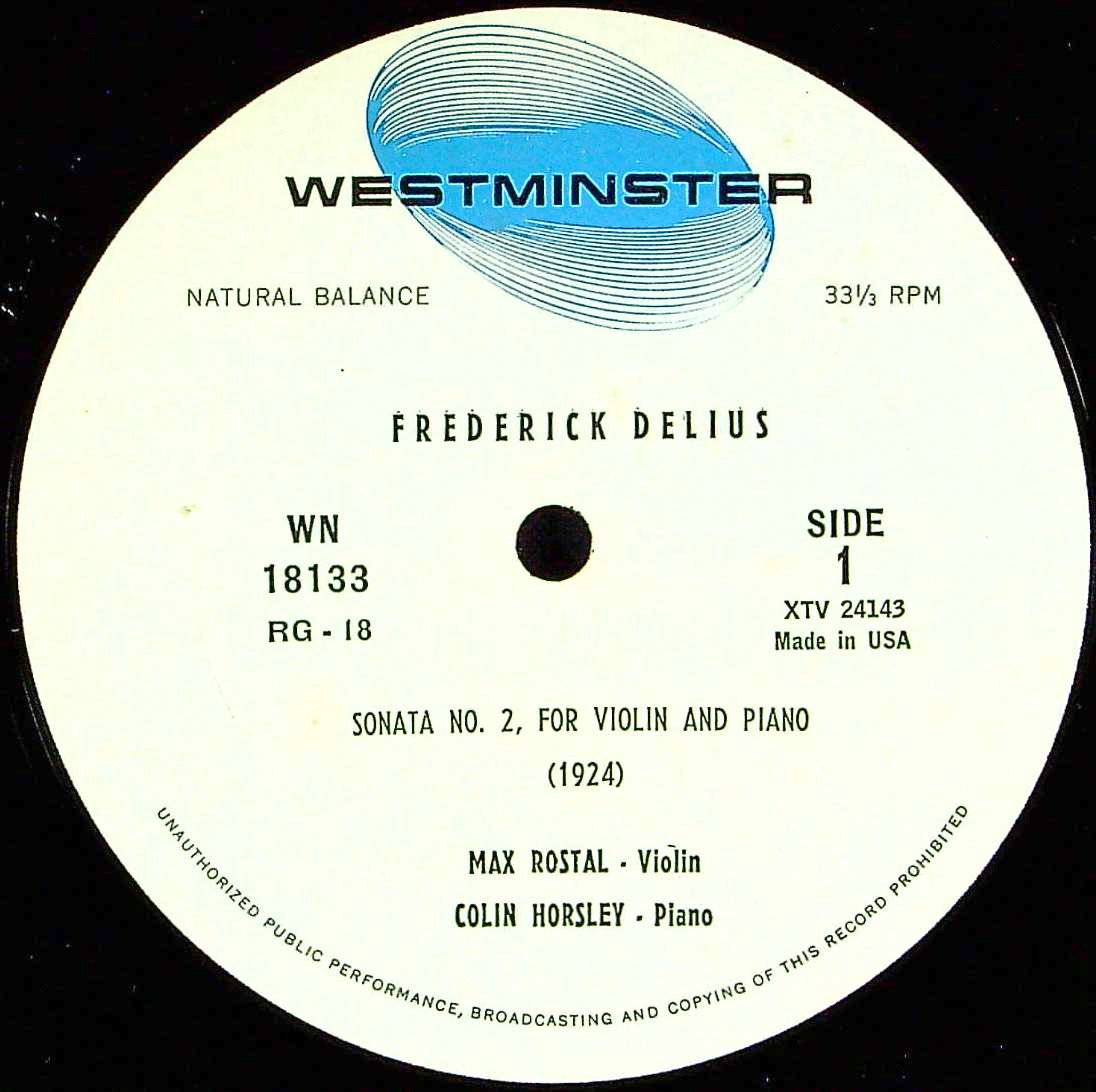 WESTMINSTER
NATURAL BALANCE
33⅓ RPM
FREDERICK DELIUS
WN
18133
RG - 18
SIDE
1
XTV 24143
Made in USA
SONATA NO. 2, FOR VIOLIN AND PIANO
(1924)
MAX ROSTAL - Violin
COLIN HORSLEY - Piano
UNAUTHORIZED PUBLIC PERFORMANCE, BROADCASTING AND COPYING OF THIS RECORD PROHIBITED